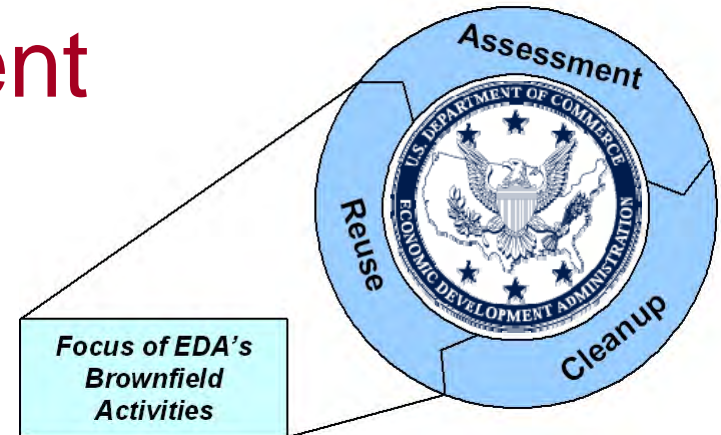 ent
Assessment
U.S. DEPARTMENT OF COMMERCE
ECONOMIC DEVELOPMENT ADMINISTRATION
Reuse
Cleanup
Focus of EDA's
Brownfield
Activities